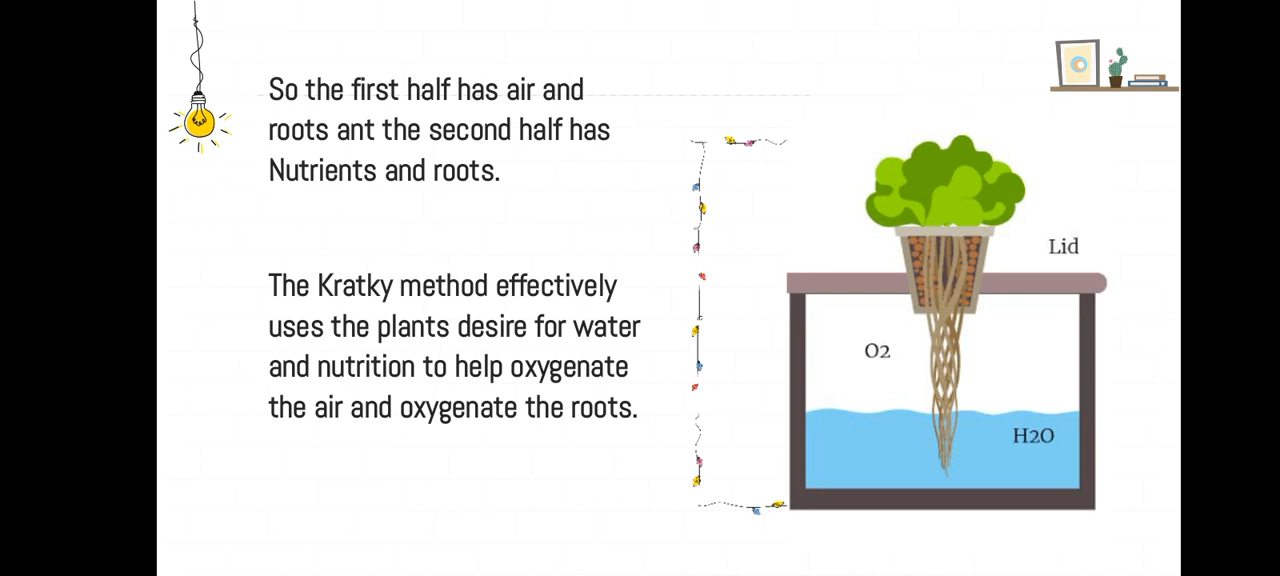 So the first half has air and
roots ant the second half has
Nutrients and roots.
The Kratky method effectively
uses the plants desire for water
and nutrition to help oxygenate
the air and oxygenate the roots.
Lid
O2
H2O